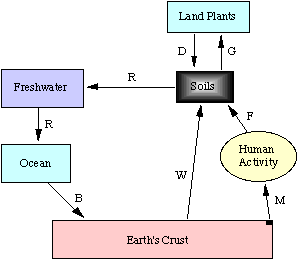 Land Plants
D
G
R
Soils
Freshwater
F
R
Human
Activity
Ocean
W
B
M
Earth's Crust